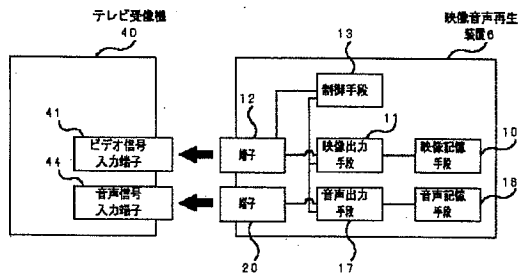 テレビ受像機
40
映像音声再生
装置6
13
制御手段
41
ビデオ信号
入力端子
12
端子
11
映像出力
手段
映像記憶
手段
10
44
音声信号
入力端子
端子
20
音声出力
手段
17
音声記憶
手段
18